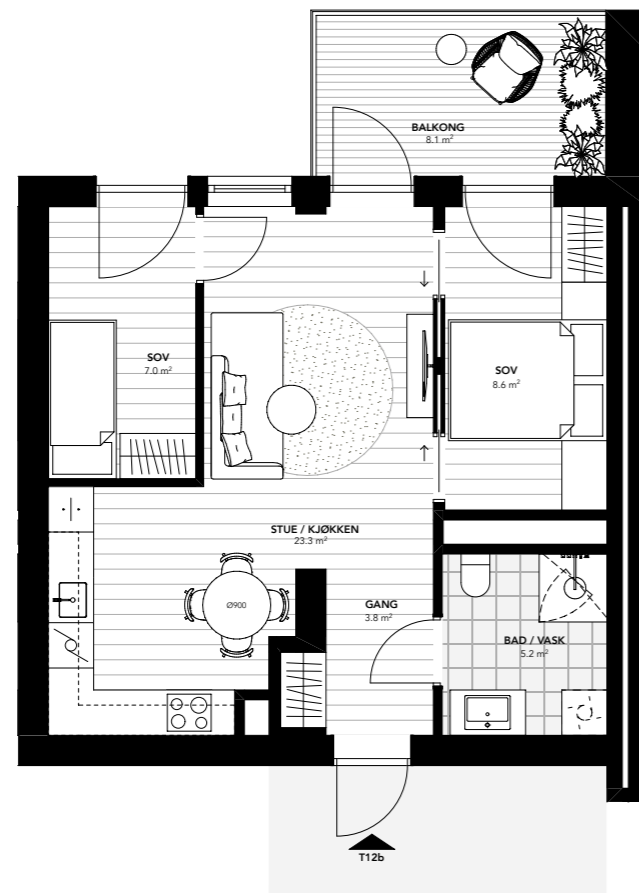 BALKONG
8.1 m²
SOV
7.0 m²
SOV
8.6 m²
STUE / KJØKKEN
23.3 m²
Ø900
GANG
3.8 m²
BAD / VASK
5.2 m²
T12b